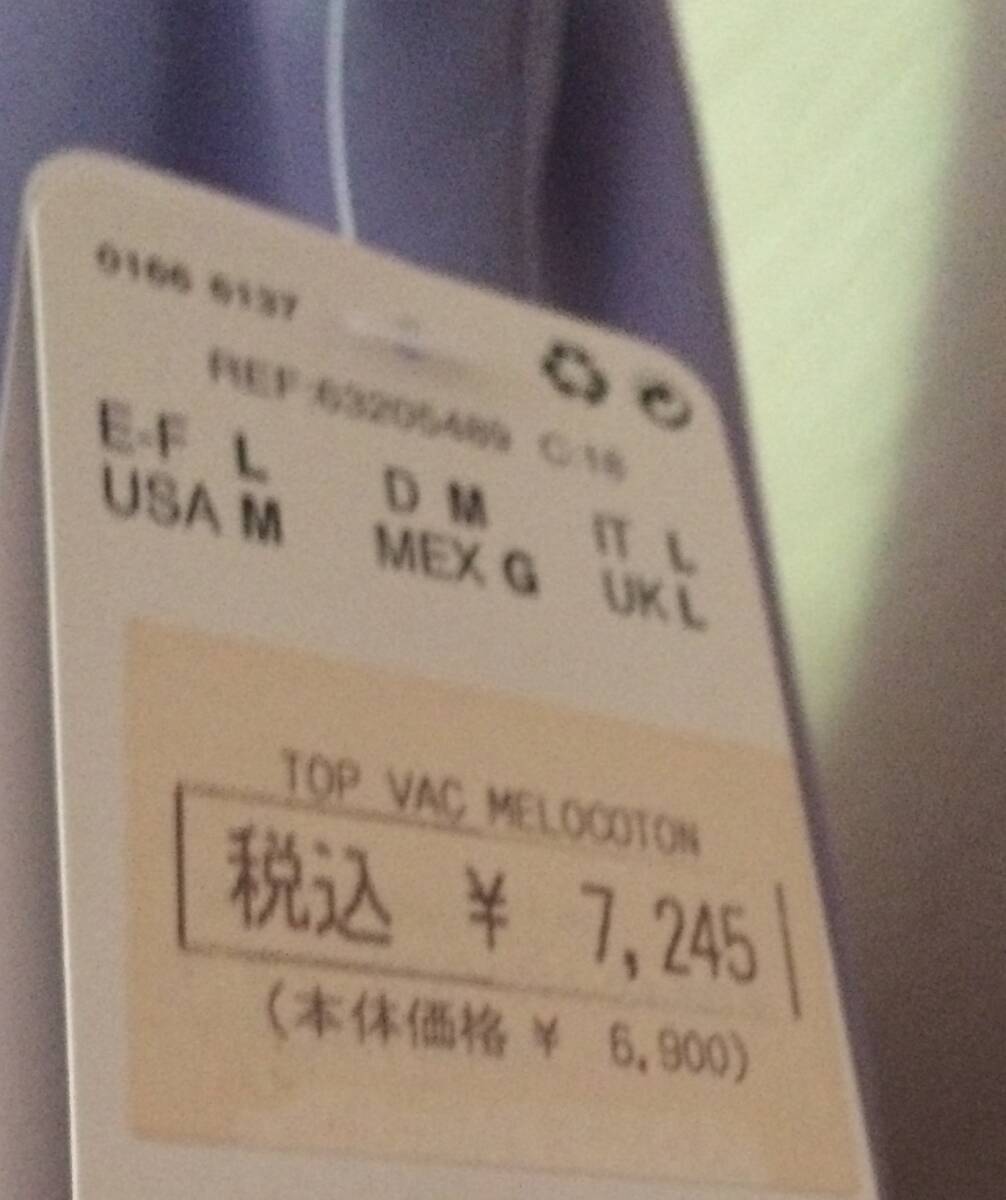 0166 6137
REF:63205489 C:16
E-F L D M IT L
USA M MEX G UK L
TOP VAC MELOCOTON
税込 ¥ 7,245
(本体価格 ¥ 6,900)